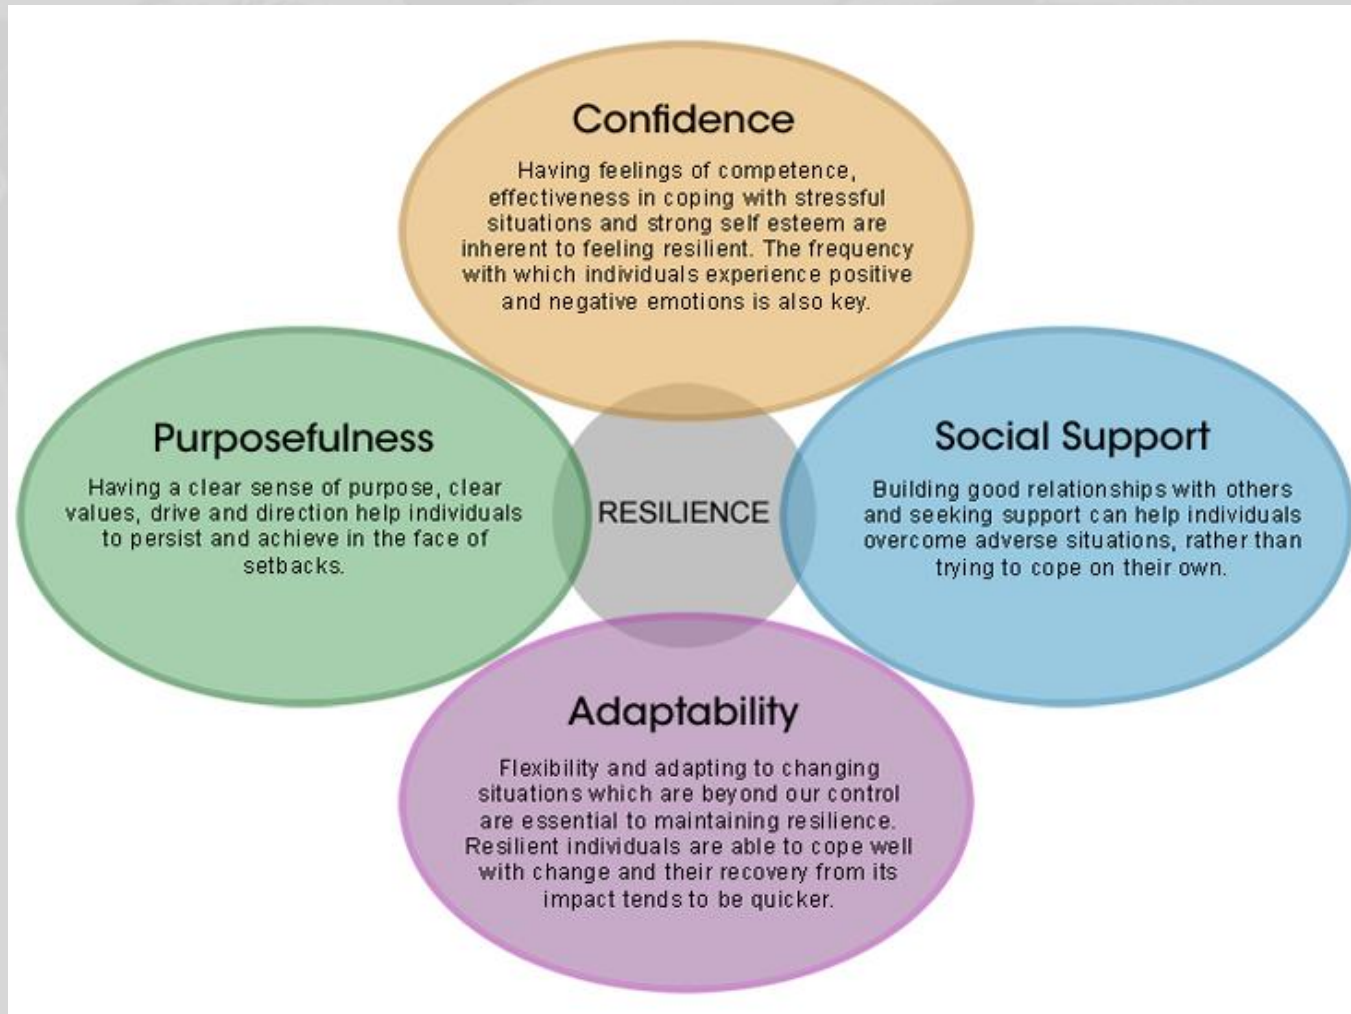 Confidence
Having feelings of competence,
effectiveness in coping with stressful
situations and strong self esteem are
inherent to feeling resilient. The frequency
with which individuals experience positive
and negative emotions is also key.
Purposefulness
Having a clear sense of purpose, clear
values, drive and direction help individuals
to persist and achieve in the face of
setbacks.
RESILIENCE
Social Support
Building good relationships with others
and seeking support can help individuals
overcome adverse situations, rather than
trying to cope on their own.
Adaptability
Flexibility and adapting to changing
situations which are beyond our control
are essential to maintaining resilience.
Resilient individuals are able to cope well
with change and their recovery from its
impact tends to be quicker.